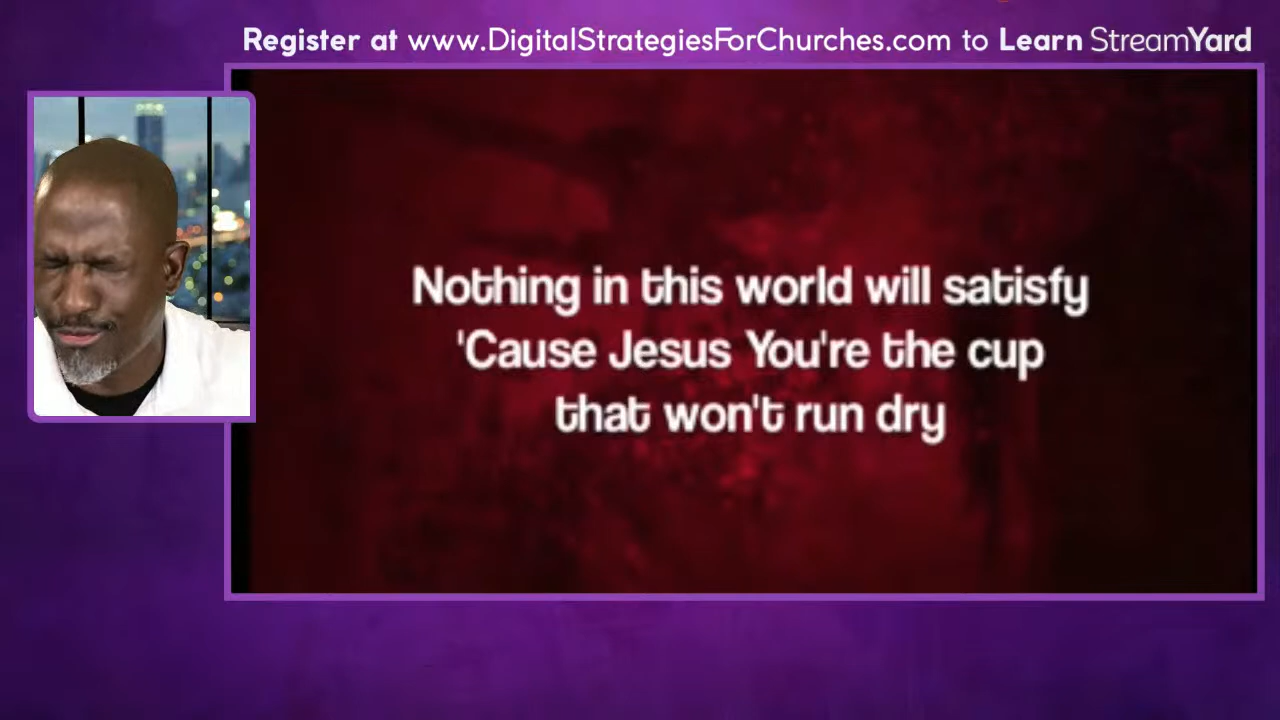 Register at www.DigitalStrategiesForChurches.com to Learn StreamYard
Nothing in this world will satisfy
'Cause Jesus You're the cup
that won't run dry